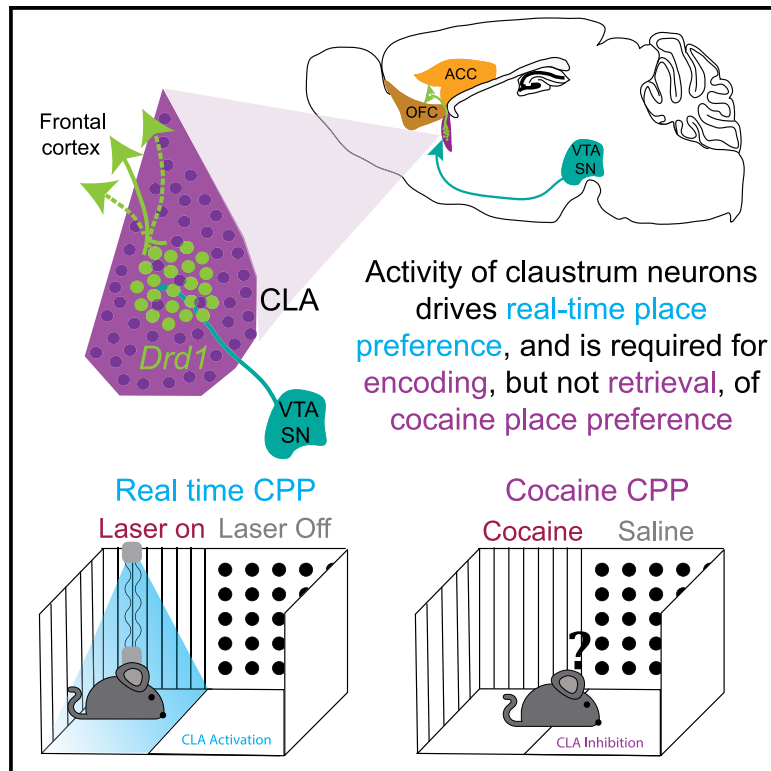 ACC
OFC
VTA
SN
Frontal
cortex
CLA
Drd1
VTA
SN
Activity of claustrum neurons
drives real-time place
preference, and is required for
encoding, but not retrieval, of
cocaine place preference
Real time CPP
Laser on Laser Off
CLA Activation
Cocaine CPP
Cocaine Saline
?
CLA Inhibition